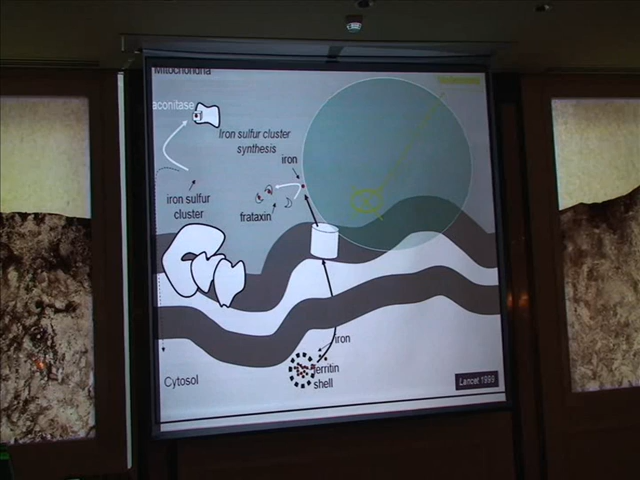 Mitochondria
aconitase
Iron sulfur cluster
synthesis
iron
iron sulfur
cluster
frataxin
iron
ferritin
shell
Cytosol
Lancet 1999